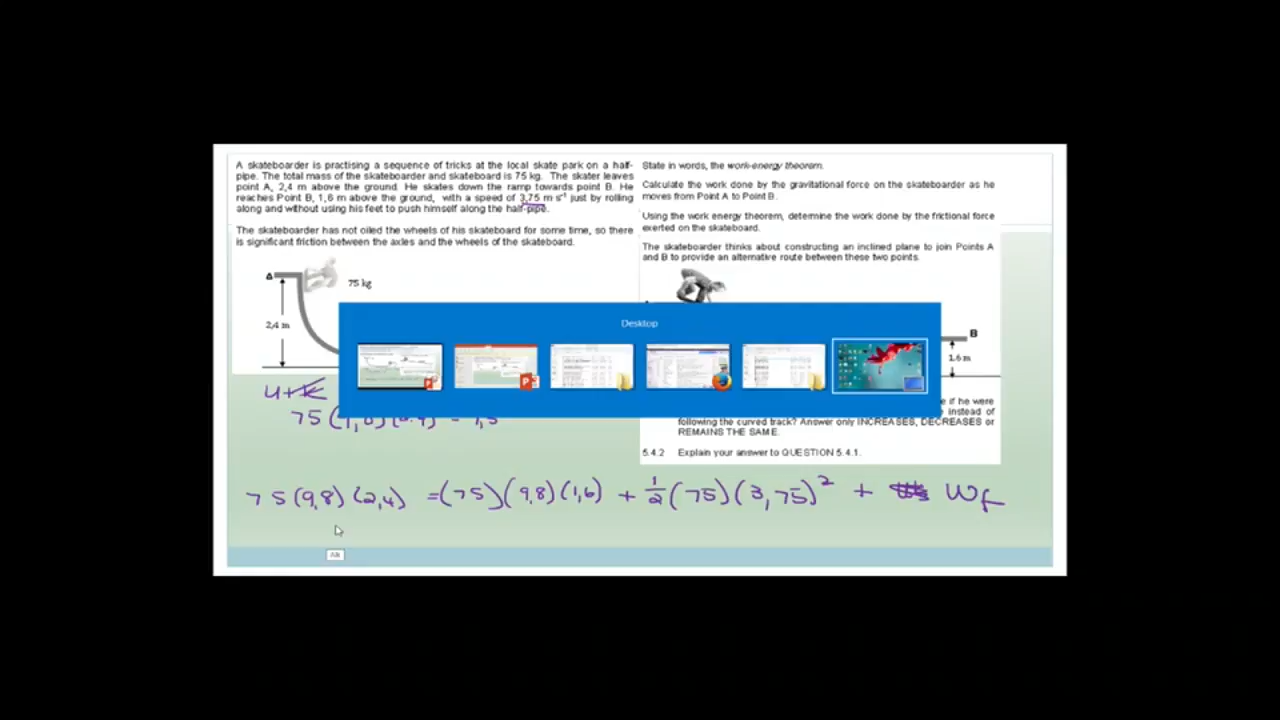 A skateboarder is practising a sequence of tricks at the local skate park on a half-
pipe. The total mass of the skateboarder and skateboard is 75 kg. The skater leaves
point A, 2,4 m above the ground. He skates down the ramp towards point B. He
reaches Point B, 1,6 m above the ground, with a speed of 3,75 m s⁻¹ just by rolling
along and without using his feet to push himself along the half-pipe.
The skateboarder has not oiled the wheels of his skateboard for some time, so there
is significant friction between the axles and the wheels of the skateboard.
A
75 kg
2,4 m
State in words, the work-energy theorem.
Calculate the work done by the gravitational force on the skateboarder as he
moves from Point A to Point B.
Using the work energy theorem, determine the work done by the frictional force
exerted on the skateboard.
The skateboarder thinks about constructing an inclined plane to join Points A
and B to provide an alternative route between these two points.
Desktop
B
1.6 m
e if he were
instead of
following the curved track? Answer only INCREASES, DECREASES or
REMAINS THE SAME.
5.4.2 Explain your answer to QUESTION 5.4.1.
75(9,8)(2,4) =(75)(9,8)(1,6) + ½(75)(3,75)² + Wf
Alt